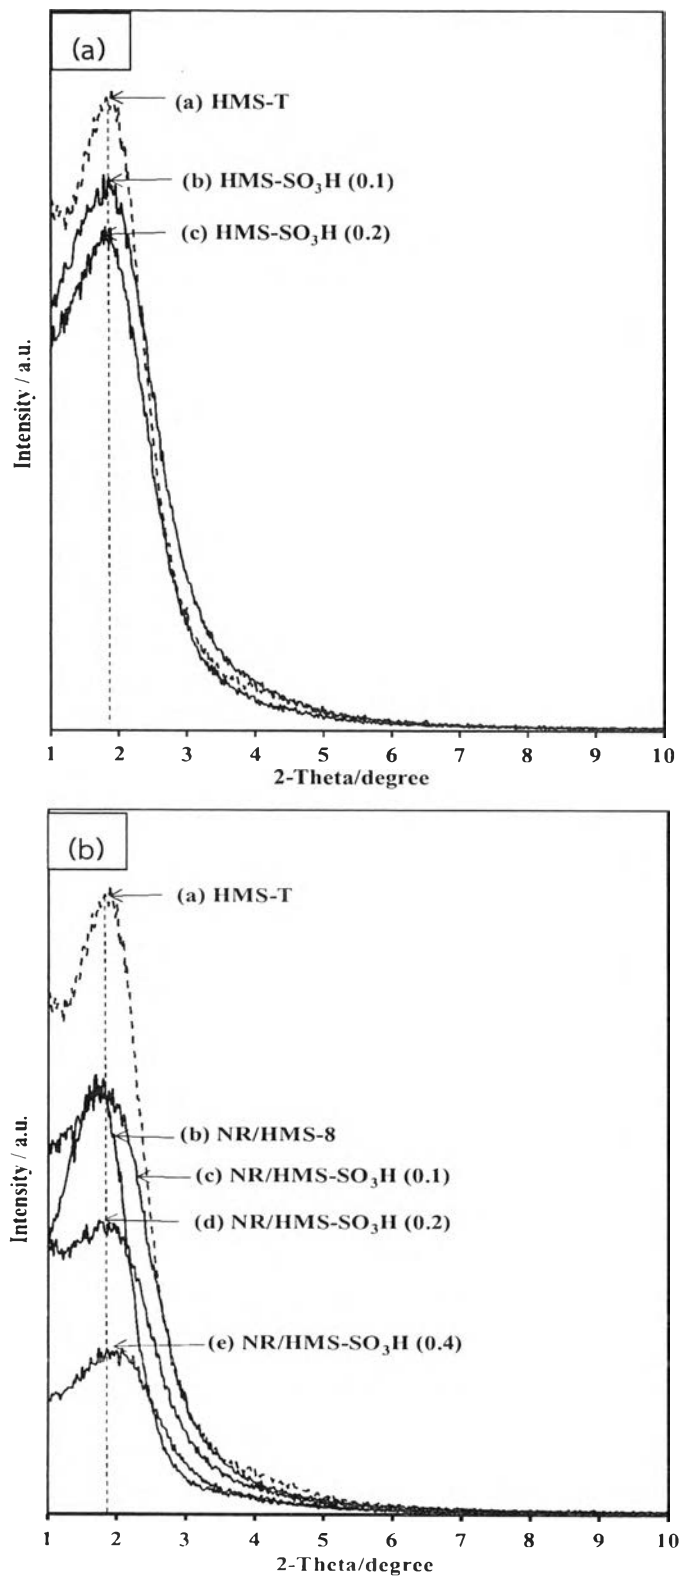 (a)
(a) HMS-T
(b) HMS-SO₃H (0.1)
(c) HMS-SO₃H (0.2)
Intensity / a.u.
1 2 3 4 5 6 7 8 9 10
2-Theta/degree
(b)
(a) HMS-T
(b) NR/HMS-8
(c) NR/HMS-SO₃H (0.1)
(d) NR/HMS-SO₃H (0.2)
(e) NR/HMS-SO₃H (0.4)
Intensity / a.u.
1 2 3 4 5 6 7 8 9 10
2-Theta/degree